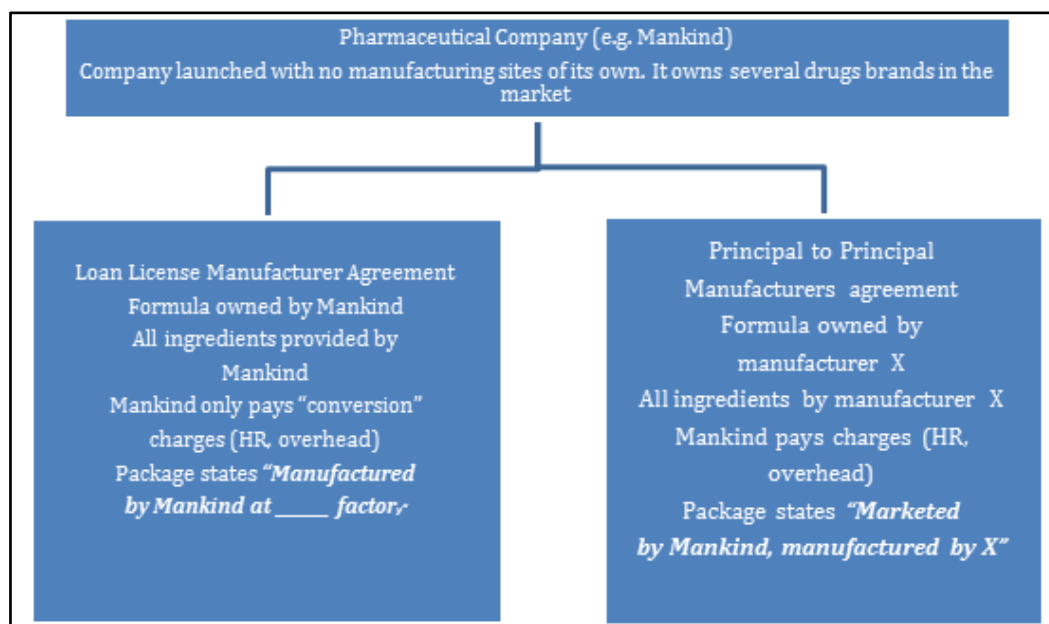 Pharmaceutical Company (e.g. Mankind)
Company launched with no manufacturing sites of its own. It owns several drugs brands in the
market
Loan License Manufacturer Agreement
Formula owned by Mankind
All ingredients provided by
Mankind
Mankind only pays “conversion”
charges (HR, overhead)
Package states “Manufactured
by Mankind at _____ factory”
Principal to Principal
Manufacturers agreement
Formula owned by
manufacturer X
All ingredients by manufacturer X
Mankind pays charges (HR,
overhead)
Package states “Marketed
by Mankind, manufactured by X”